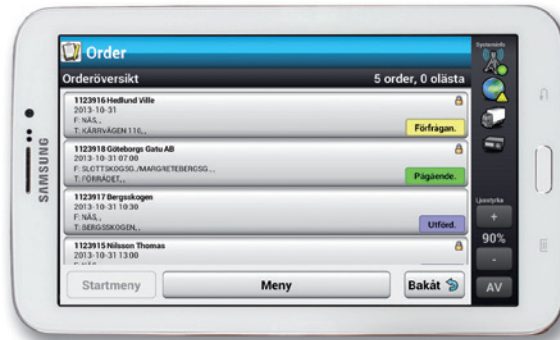 SAMSUNG
Order
Orderöversikt
5 order, 0 olästa
1123916 Hedlund Ville
2013-10-31
F: NÄS, ,
T: KÄRRVÄGEN 110, ,
Förfrågan.
1123918 Göteborgs Gatu AB
2013-10-31 07:00
F: SLOTTSKOGSG./MARGRETEBERGSG. , ,
T: FÖRRÅDET, ,
Pågående.
1123917 Bergsskogen
2013-10-31 10:30
F: NÄS, ,
T: BERGSSKOGEN, ,
Utförd.
1123915 Nilsson Thomas
2013-10-31 13:00
Startmeny
Meny
Bakåt
Systeminfo
Ljusstyrka
+
90%
-
AV